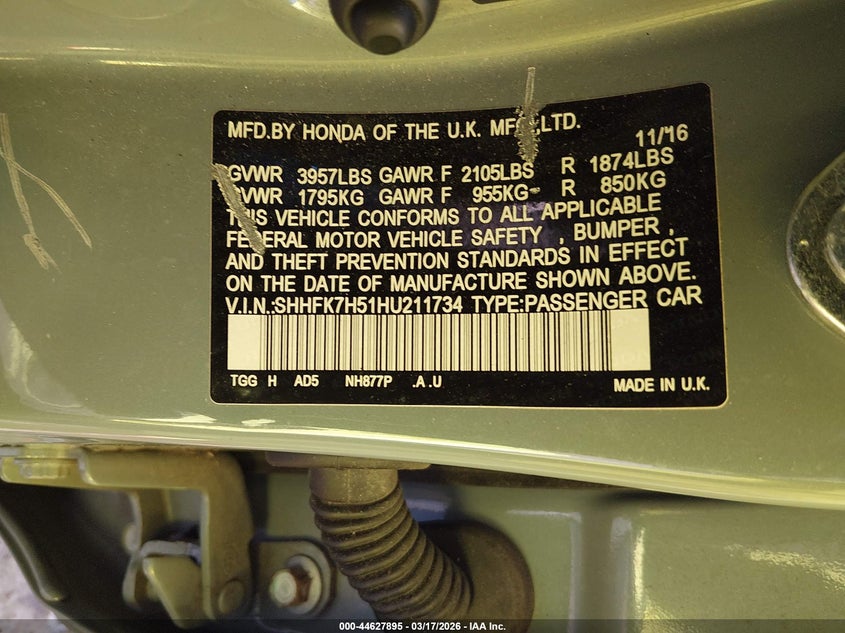 MFD.BY HONDA OF THE U.K. MFG.,LTD.
11/16
GVWR 3957LBS GAWR F 2105LBS R 1874LBS
GVWR 1795KG GAWR F 955KG R 850KG
THIS VEHICLE CONFORMS TO ALL APPLICABLE
FEDERAL MOTOR VEHICLE SAFETY , BUMPER ,
AND THEFT PREVENTION STANDARDS IN EFFECT
ON THE DATE OF MANUFACTURE SHOWN ABOVE.
V.I.N.:SHHFK7H51HU211734 TYPE:PASSENGER CAR
TGG H AD5 NH877P .A .U
MADE IN U.K.
000-44627895 | 03/17/2026 - IAA Inc.